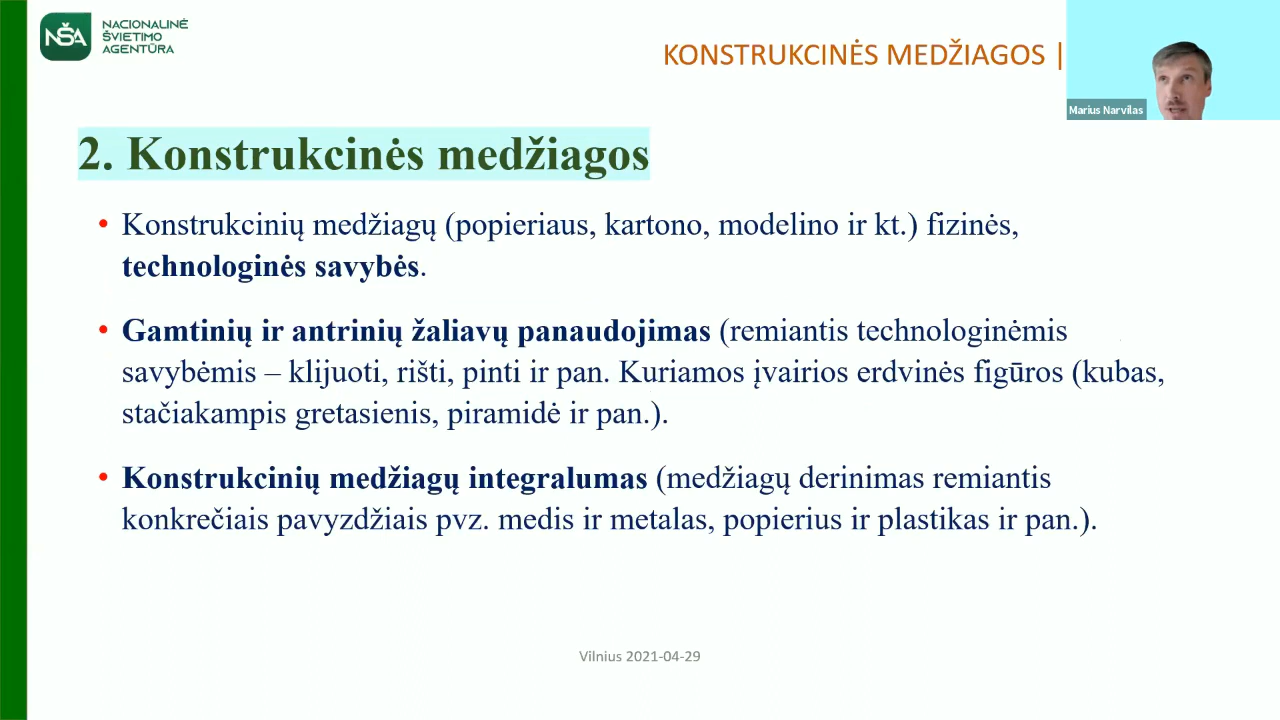 NŠA
NACIONALINĖ
ŠVIETIMO
AGENTŪRA
KONSTRUKCINĖS MEDŽIAGOS |
Marius Narvilas
2. Konstrukcinės medžiagos
• Konstrukcinių medžiagų (popieriaus, kartono, modelino ir kt.) fizinės,
technologinės savybės.
• Gamtinių ir antrinių žaliavų panaudojimas (remiantis technologinėmis
savybėmis – klijuoti, rišti, pinti ir pan. Kuriamos įvairios erdvinės figūros (kubas,
stačiakampis gretasienis, piramidė ir pan.).
• Konstrukcinių medžiagų integralumas (medžiagų derinimas remiantis
konkrečiais pavyzdžiais pvz. medis ir metalas, popierius ir plastikas ir pan.).
Vilnius 2021-04-29